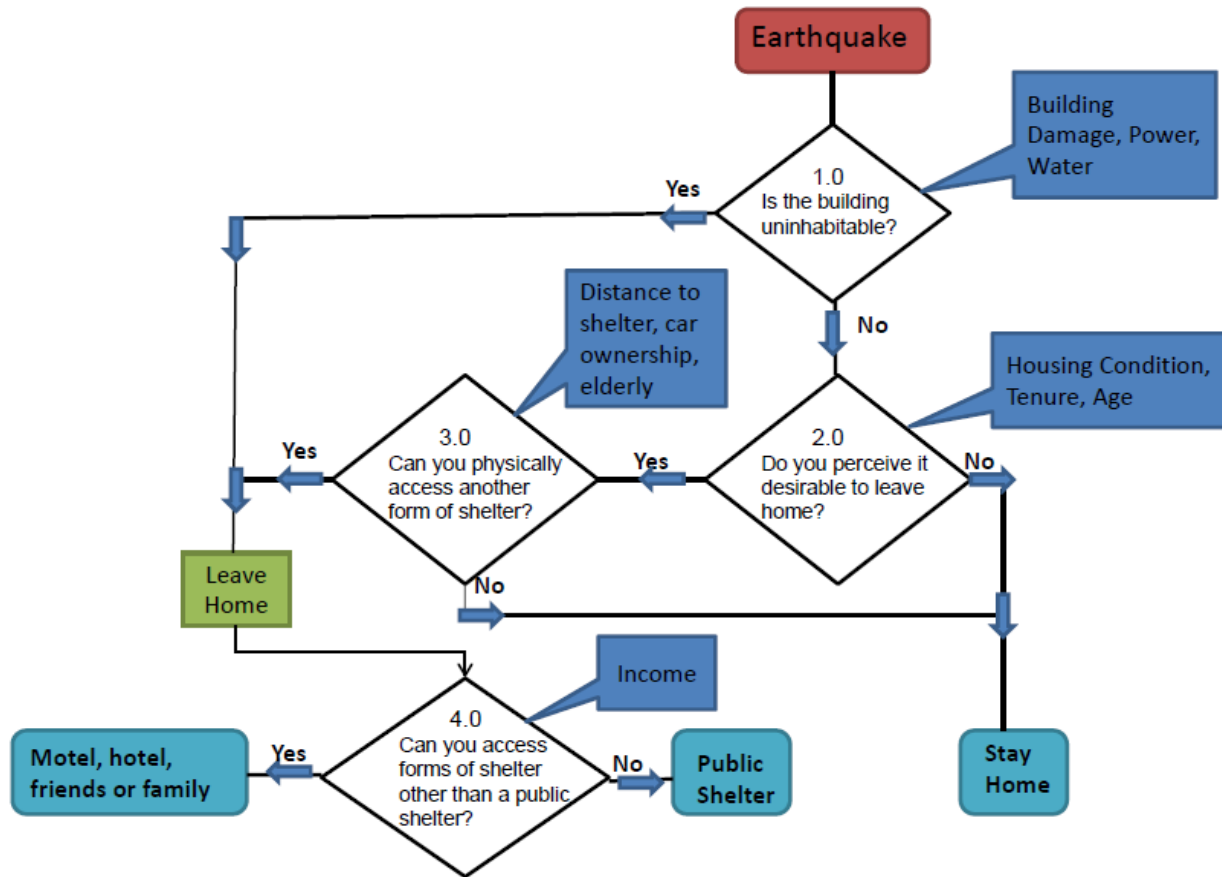 Earthquake
Building
Damage, Power,
Water
1.0
Is the building
uninhabitable?
Yes
No
Distance to
shelter, car
ownership,
elderly
Housing Condition,
Tenure, Age
3.0
Can you physically
access another
form of shelter?
Yes
Yes
2.0
Do you perceive it
desirable to leave
home?
No
No
Leave
Home
Income
4.0
Can you access
forms of shelter
other than a public
shelter?
Yes
No
Motel, hotel,
friends or family
Public
Shelter
Stay
Home